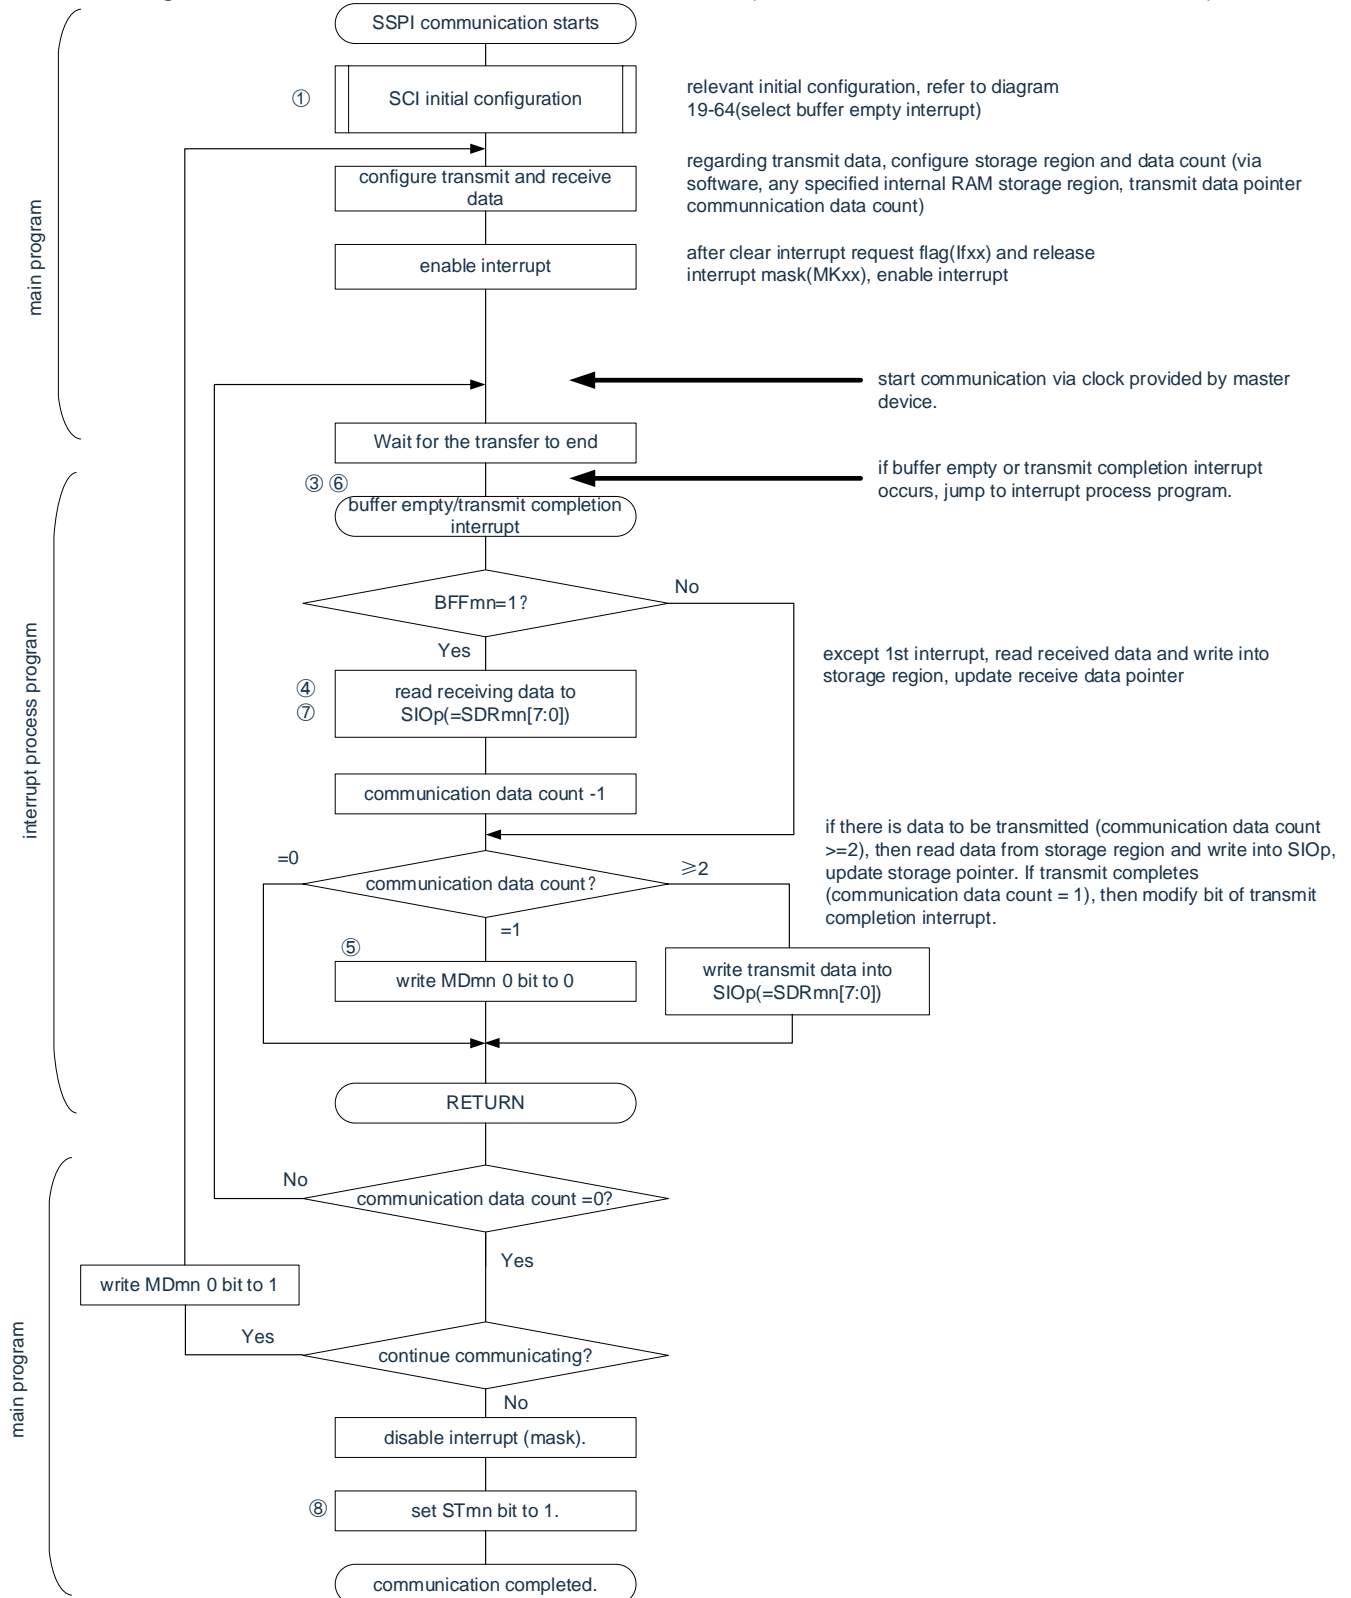 SSPI communication starts
①
SCI initial configuration
relevant initial configuration, refer to diagram
19-64(select buffer empty interrupt)
configure transmit and receive
data
regarding transmit data, configure storage region and data count (via
software, any specified internal RAM storage region, transmit data pointer
communnication data count)
main program
enable interrupt
after clear interrupt request flag(Ifxx) and release
interrupt mask(MKxx), enable interrupt
start communication via clock provided by master
device.
Wait for the transfer to end
③ ⑥
if buffer empty or transmit completion interrupt
occurs, jump to interrupt process program.
buffer empty/transmit completion
interrupt
BFFmn=1?
No
Yes
interrupt process program
except 1st interrupt, read received data and write into
storage region, update receive data pointer
④
⑦
read receiving data to
SIOp(=SDRmn[7:0])
communication data count -1
if there is data to be transmitted (communication data count
>=2), then read data from storage region and write into SIOp,
update storage pointer. If transmit completes
(communication data count = 1), then modify bit of transmit
completion interrupt.
=0
communication data count?
≥2
=1
⑤
write MDmn 0 bit to 0
write transmit data into
SIOp(=SDRmn[7:0])
RETURN
No
communication data count =0?
Yes
write MDmn 0 bit to 1
main program
Yes
continue communicating?
No
disable interrupt (mask).
⑧
set STmn bit to 1.
communication completed.